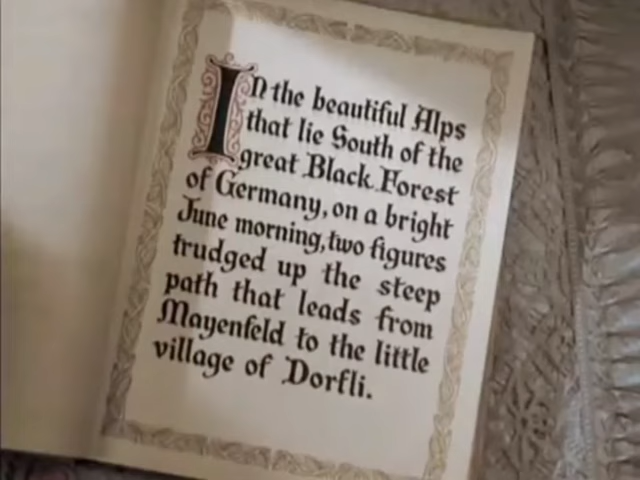 In the beautiful Alps
that lie South of the
great Black Forest
of Germany, on a bright
June morning, two figures
trudged up the steep
path that leads from
Mayenfeld to the little
village of Dorfli.